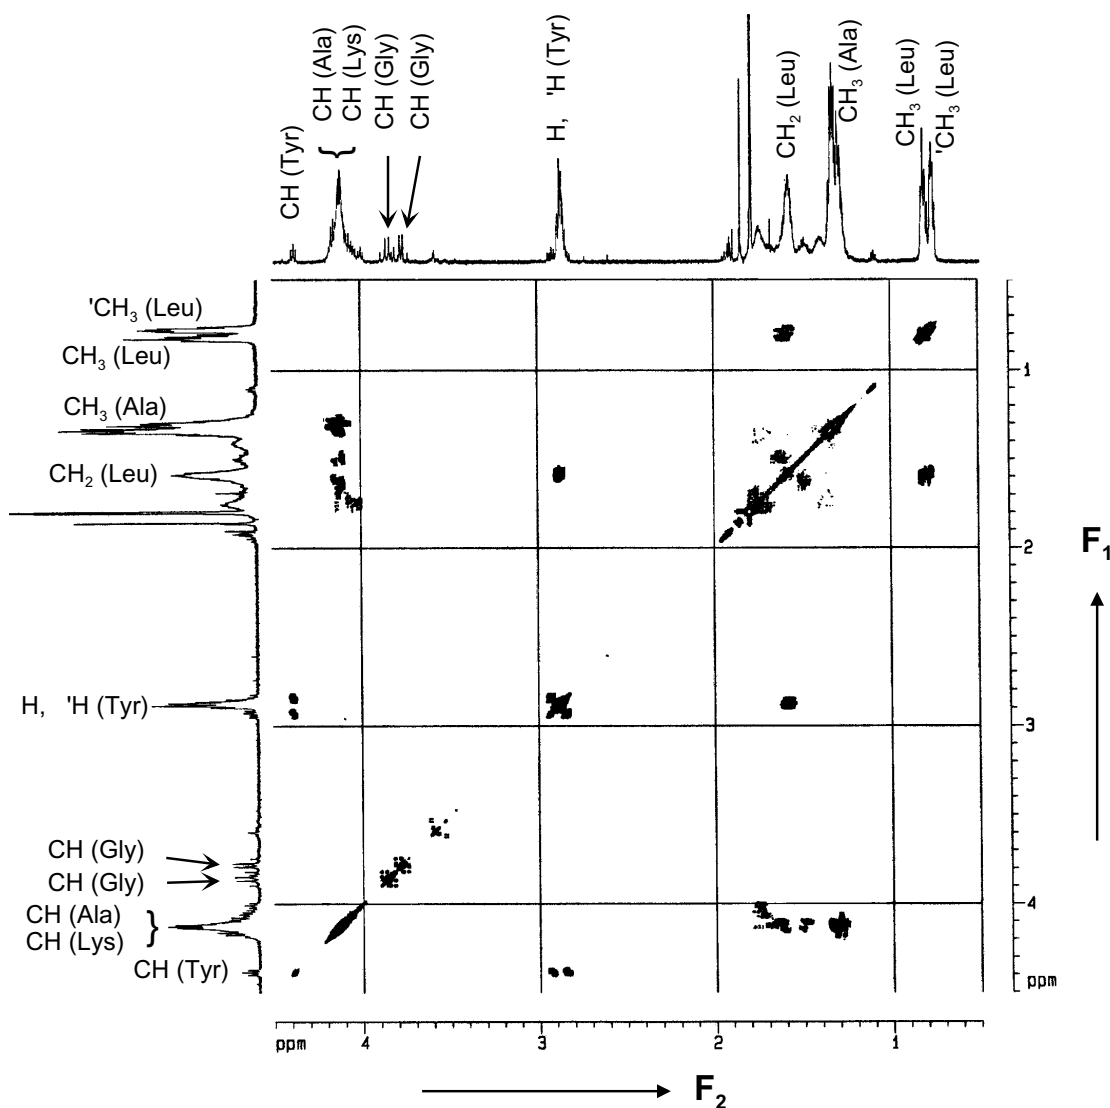 CH (Tyr)
CH (Ala)
CH (Lys)
CH (Gly)
CH (Gly)
H, 'H (Tyr)
CH₂ (Leu)
CH₃ (Ala)
CH₃ (Leu)
'CH₃ (Leu)
'CH₃ (Leu)
CH₃ (Leu)
CH₃ (Ala)
CH₂ (Leu)
H, 'H (Tyr)
CH (Gly)
CH (Gly)
CH (Ala)
CH (Lys)
CH (Tyr)
1
2
3
4
ppm
F₁
ppm 4 3 2 1
F₂